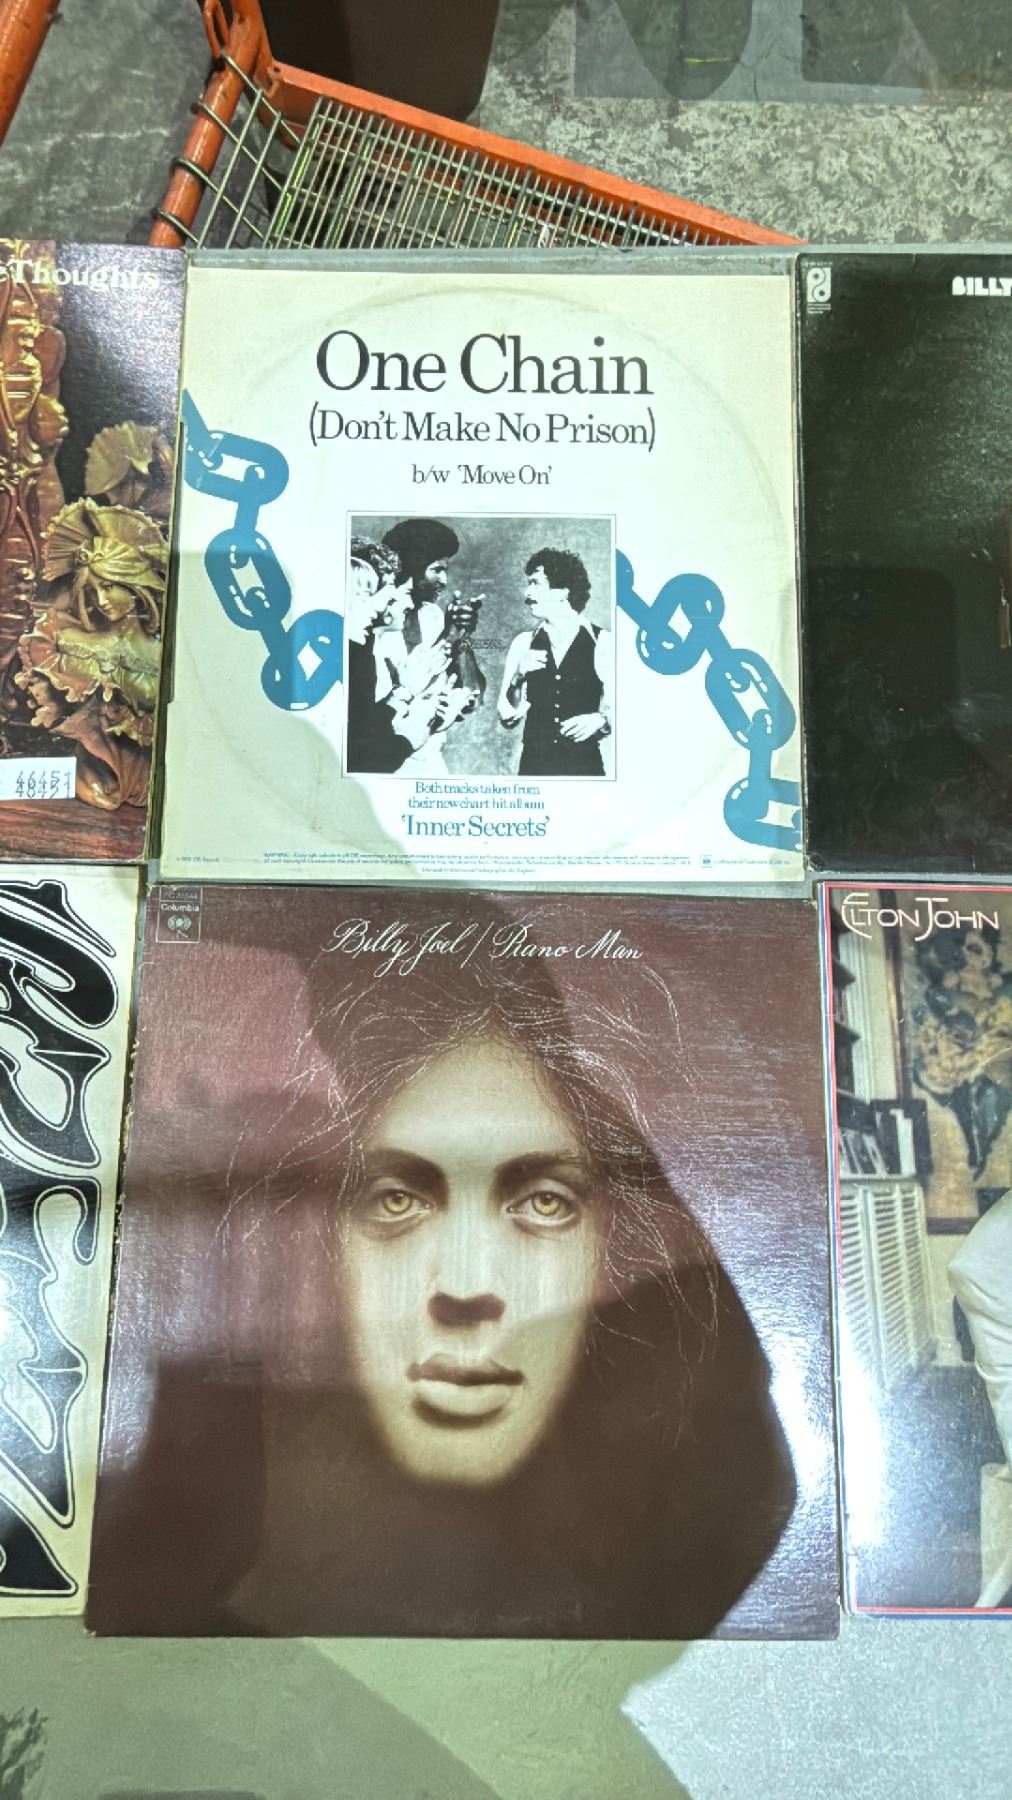 Thoughts
One Chain
(Don't Make No Prison)
b/w 'Move On'
Both tracks taken from
their new chart hit album
'Inner Secrets'
BILLY
46451
Columbia
Billy Joel / Piano Man
ELTON JOHN